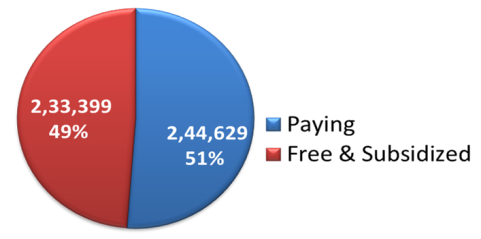 2,33,399
49%
2,44,629
51%
Paying
Free & Subsidized